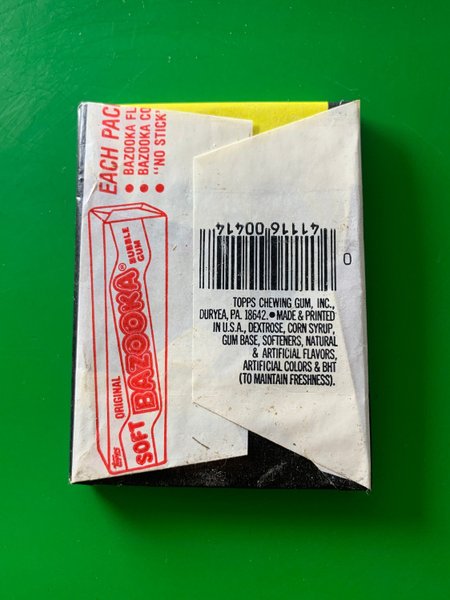 EACH PAC
• BAZOOKA FL
• BAZOOKA CO
• "NO STICK"
ORIGINAL
SOFT BAZOOKA®
BUBBLE
GUM
Topps
41116 00414
0
TOPPS CHEWING GUM, INC.,
DURYEA, PA. 18642. • MADE & PRINTED
IN U.S.A., DEXTROSE, CORN SYRUP,
GUM BASE, SOFTENERS, NATURAL
& ARTIFICIAL FLAVORS,
ARTIFICIAL COLORS & BHT
(TO MAINTAIN FRESHNESS).